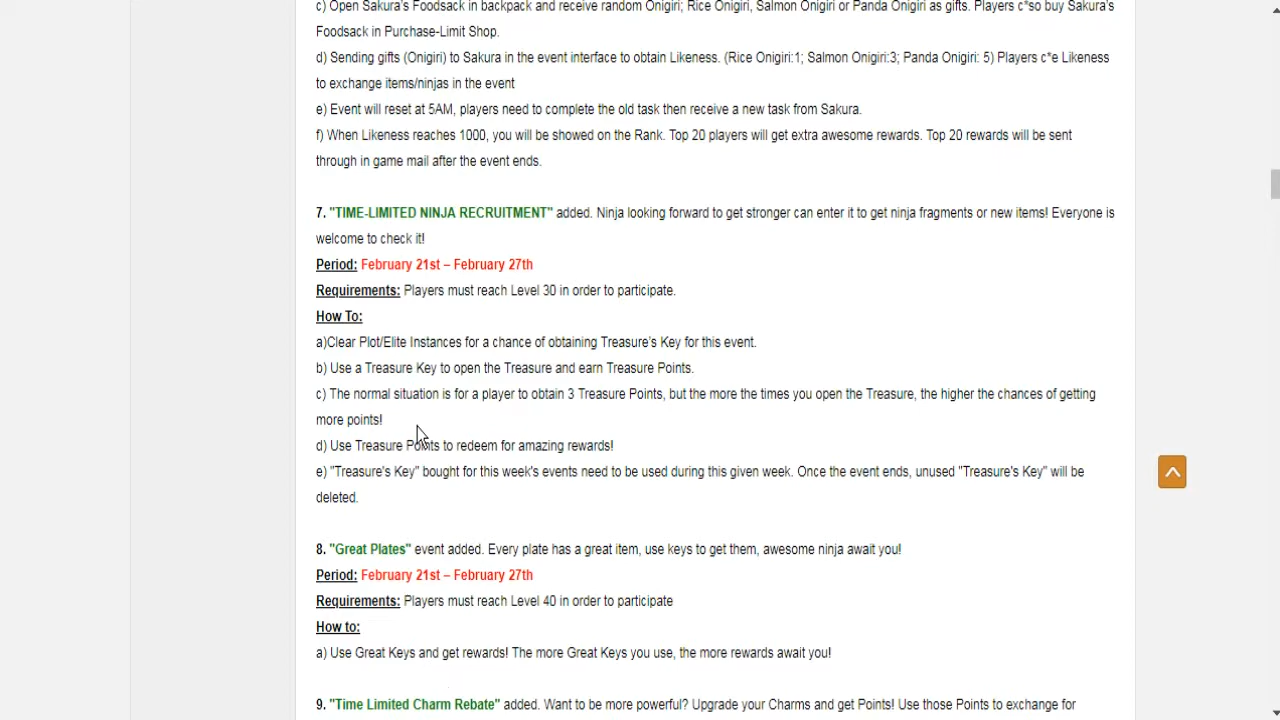 c) Open Sakura's Foodsack in backpack and receive random Onigiri; Rice Onigiri, Salmon Onigiri or Panda Onigiri as gifts. Players c*so buy Sakura's
Foodsack in Purchase-Limit Shop.
d) Sending gifts (Onigiri) to Sakura in the event interface to obtain Likeness. (Rice Onigiri:1; Salmon Onigiri:3; Panda Onigiri: 5) Players c*e Likeness
to exchange items/ninjas in the event
e) Event will reset at 5AM, players need to complete the old task then receive a new task from Sakura.
f) When Likeness reaches 1000, you will be showed on the Rank. Top 20 players will get extra awesome rewards. Top 20 rewards will be sent
through in game mail after the event ends.
7. "TIME-LIMITED NINJA RECRUITMENT" added. Ninja looking forward to get stronger can enter it to get ninja fragments or new items! Everyone is
welcome to check it!
Period: February 21st – February 27th
Requirements: Players must reach Level 30 in order to participate.
How To:
a)Clear Plot/Elite Instances for a chance of obtaining Treasure's Key for this event.
b) Use a Treasure Key to open the Treasure and earn Treasure Points.
c) The normal situation is for a player to obtain 3 Treasure Points, but the more the times you open the Treasure, the higher the chances of getting
more points!
d) Use Treasure Points to redeem for amazing rewards!
e) "Treasure's Key" bought for this week's events need to be used during this given week. Once the event ends, unused "Treasure's Key" will be
deleted.
8. "Great Plates" event added. Every plate has a great item, use keys to get them, awesome ninja await you!
Period: February 21st – February 27th
Requirements: Players must reach Level 40 in order to participate
How to:
a) Use Great Keys and get rewards! The more Great Keys you use, the more rewards await you!
9. "Time Limited Charm Rebate" added. Want to be more powerful? Upgrade your Charms and get Points! Use those Points to exchange for